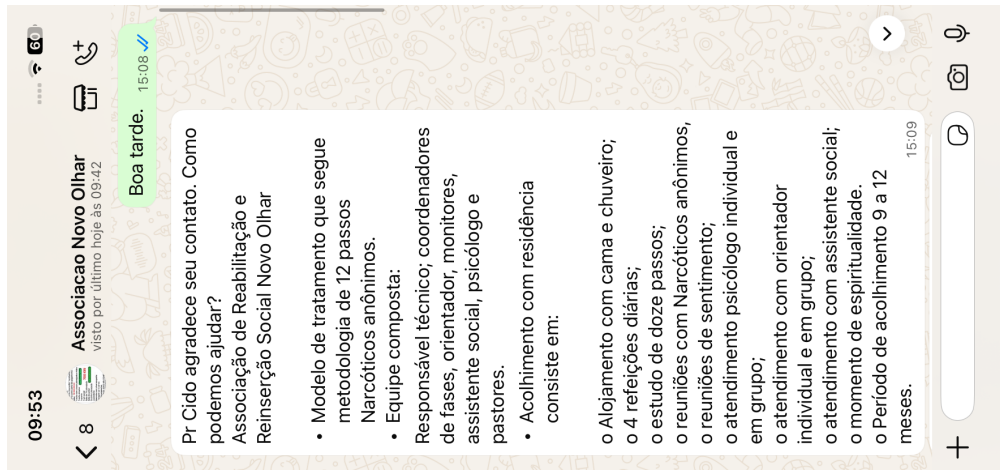 09:53
60
8
Associacao Novo Olhar
visto por último hoje às 09:42
Boa tarde. 15:08
Pr Cido agradece seu contato. Como
podemos ajudar?
Associação de Reabilitação e
Reinserção Social Novo Olhar
• Modelo de tratamento que segue
metodologia de 12 passos
Narcóticos anônimos.
• Equipe composta:
Responsável técnico; coordenadores
de fases, orientador, monitores,
assistente social, psicólogo e
pastores.
• Acolhimento com residência
consiste em:
o Alojamento com cama e chuveiro;
o 4 refeições diárias;
o estudo de doze passos;
o reuniões com Narcóticos anônimos,
o reuniões de sentimento;
o atendimento psicólogo individual e
em grupo;
o atendimento com orientador
individual e em grupo;
o atendimento com assistente social;
o momento de espiritualidade.
o Período de acolhimento 9 a 12
meses.
15:09